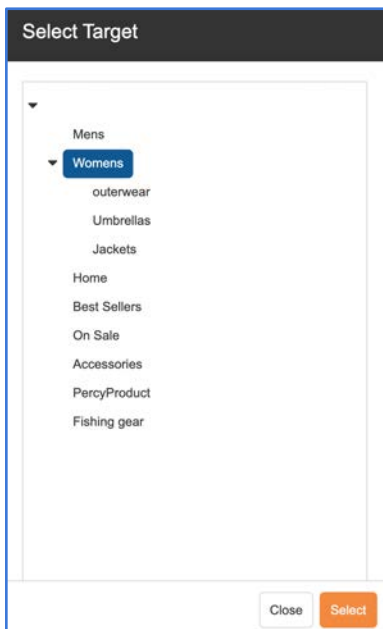 Select Target
Mens
Womens
outerwear
Umbrellas
Jackets
Home
Best Sellers
On Sale
Accessories
PercyProduct
Fishing gear
Close
Select